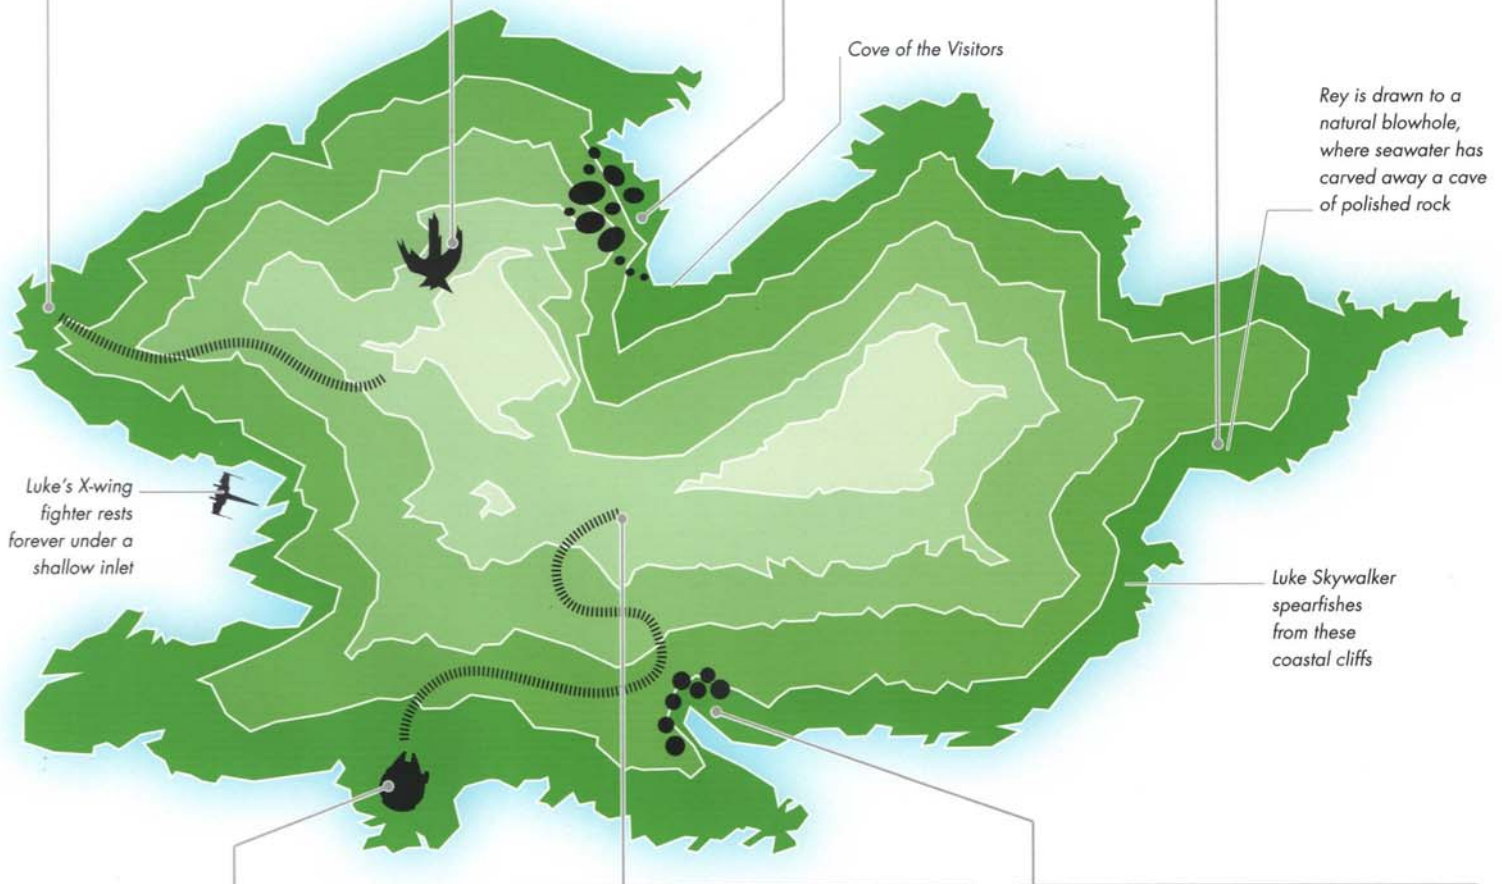 Cove of the Visitors
Rey is drawn to a
natural blowhole,
where seawater has
carved away a cave
of polished rock
Luke's X-wing
fighter rests
forever under a
shallow inlet
Luke Skywalker
spearfishes
from these
coastal cliffs